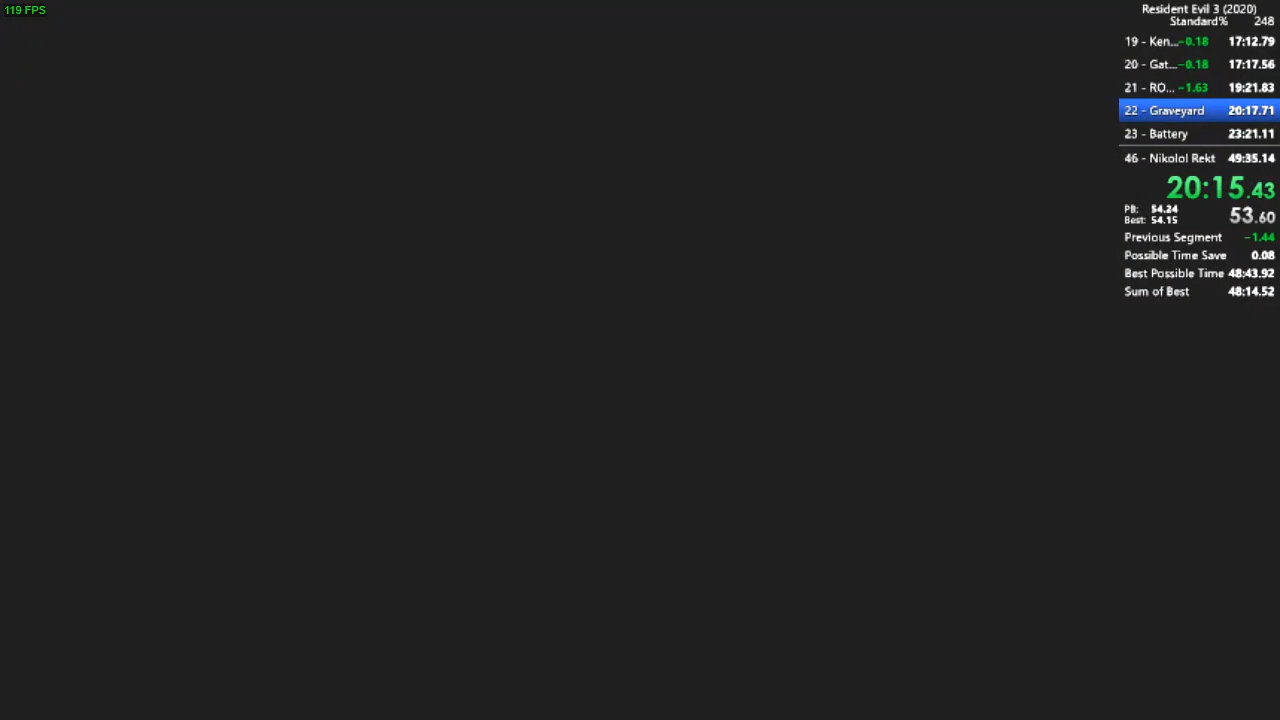 119 FPS
Resident Evil 3 (2020)
Standard% 248
19 - Ken... -0.18 17:12.79
20 - Gat... -0.18 17:17.56
21 - RO... -1.63 19:21.83
22 - Graveyard 20:17.71
23 - Battery 23:21.11
46 - Nikolol Rekt 49:35.14
20:15.43
PB: 54.24 53.60
Best: 54.15
Previous Segment -1.44
Possible Time Save 0.08
Best Possible Time 48:43.92
Sum of Best 48:14.52